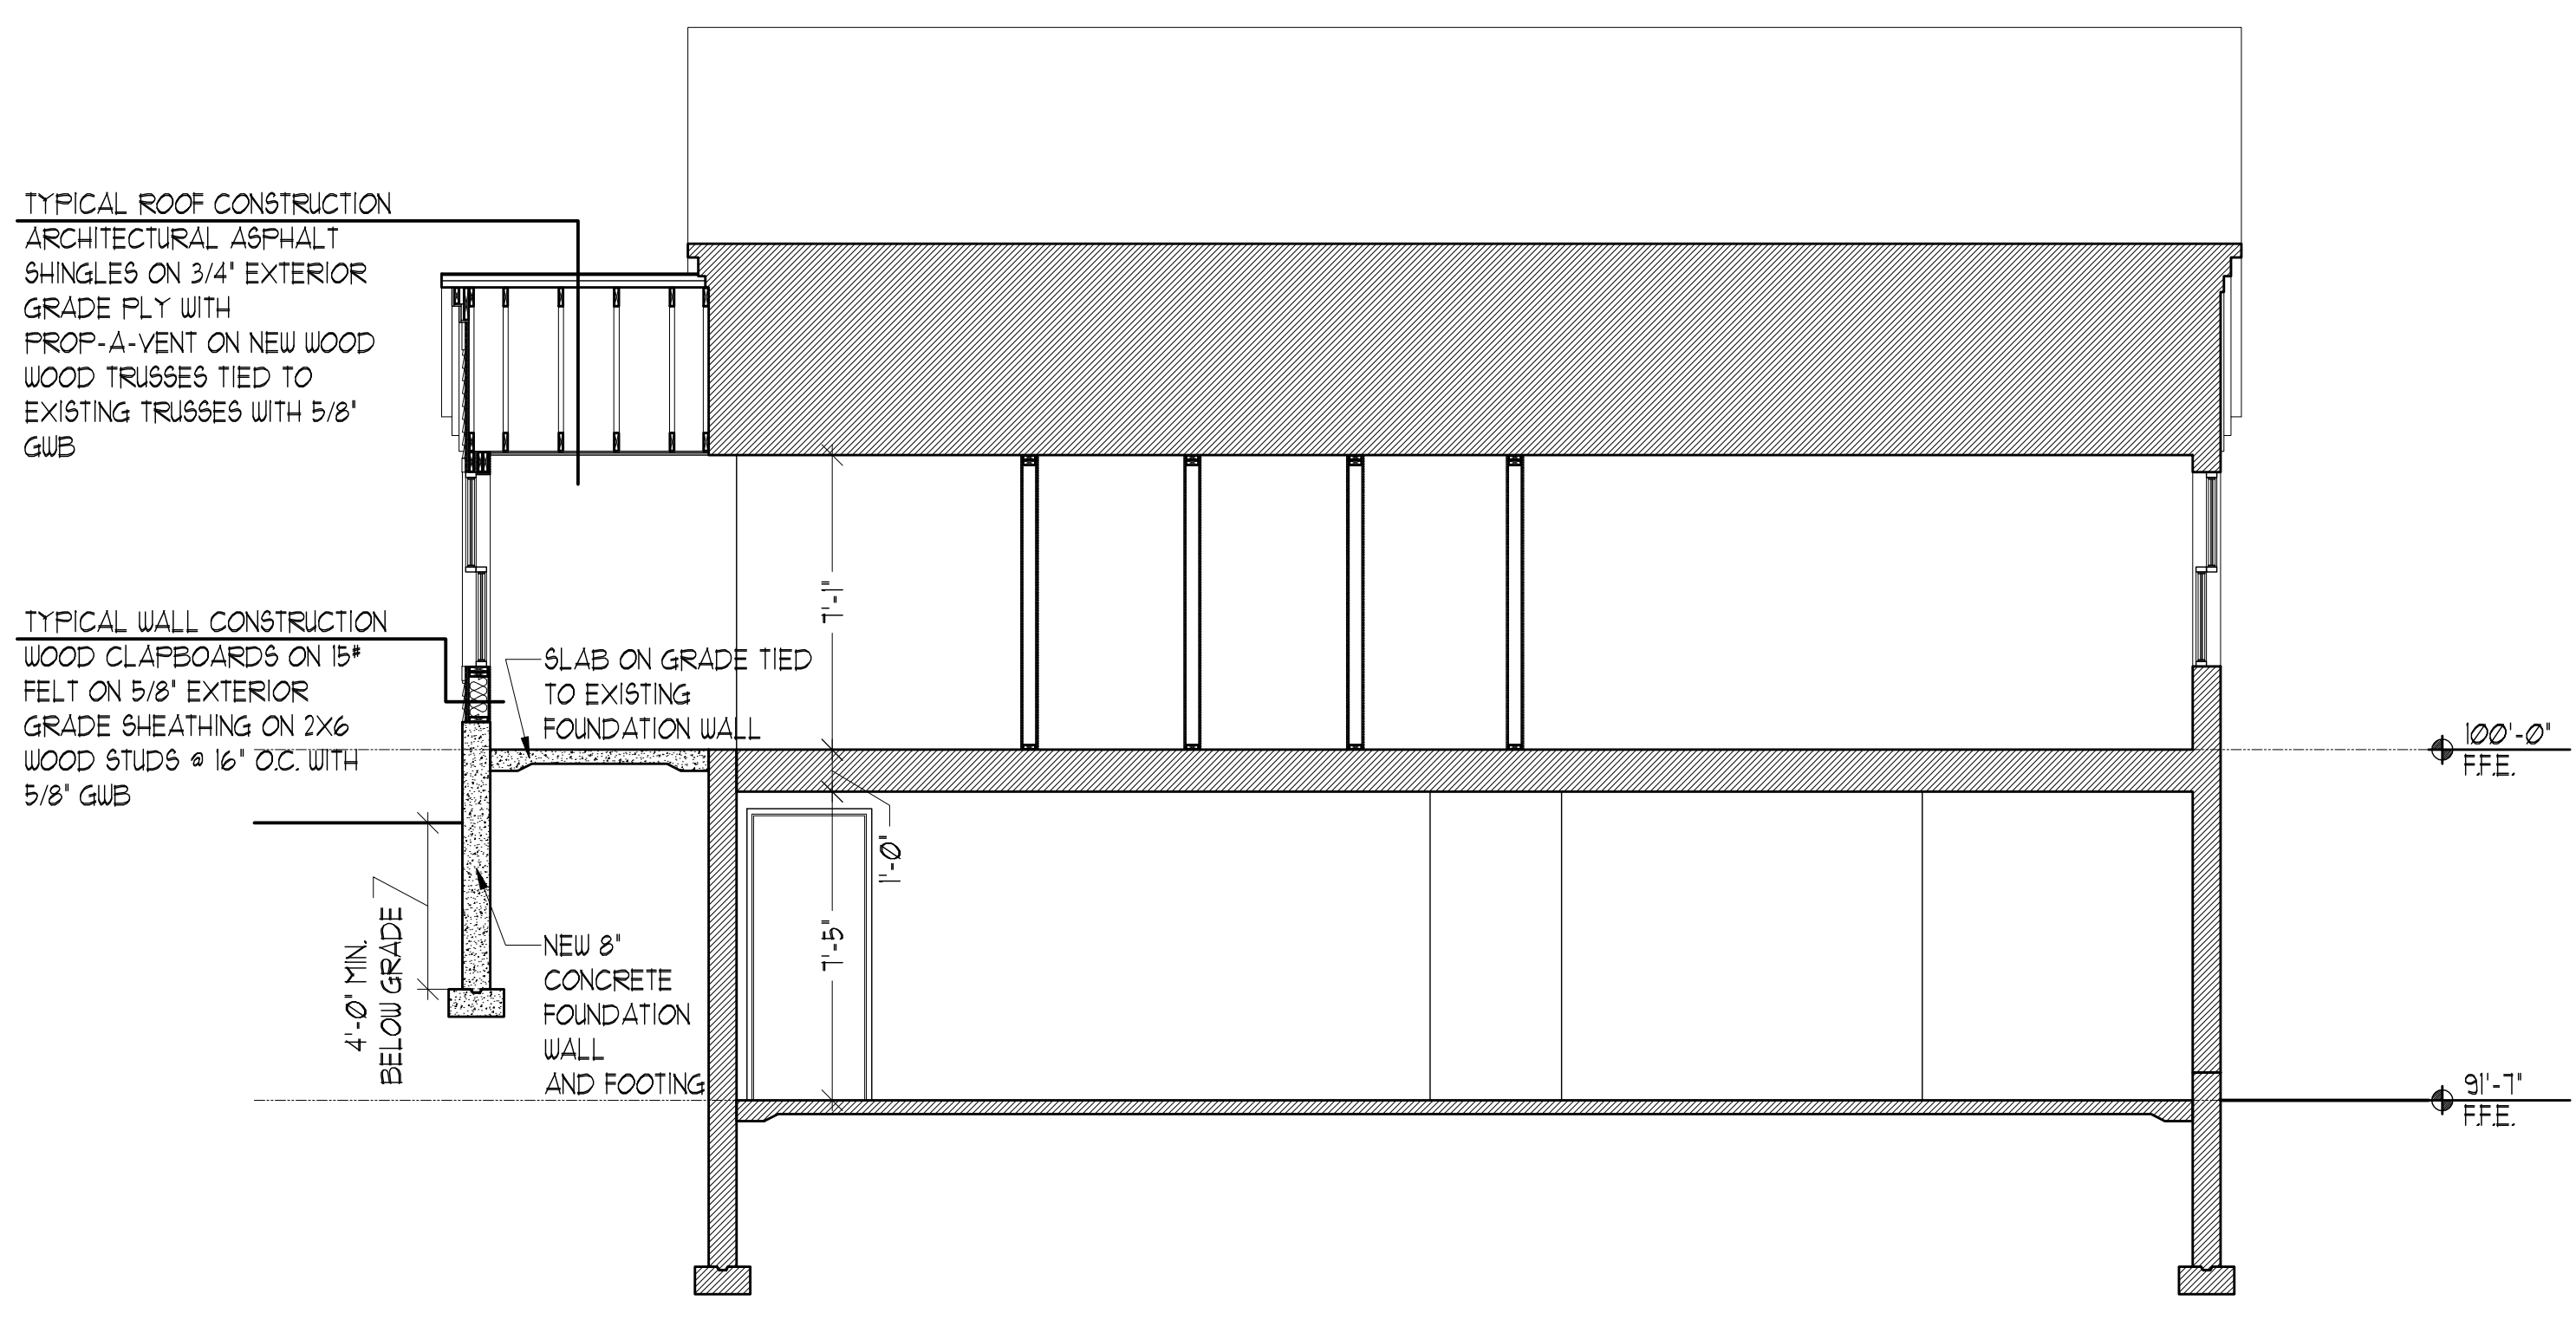 TYPICAL ROOF CONSTRUCTION
ARCHITECTURAL ASPHALT
SHINGLES ON 3/4" EXTERIOR
GRADE PLY WITH
PROP-A-VENT ON NEW WOOD
WOOD TRUSSES TIED TO
EXISTING TRUSSES WITH 5/8"
GWB
TYPICAL WALL CONSTRUCTION
WOOD CLAPBOARDS ON 15#
FELT ON 5/8" EXTERIOR
GRADE SHEATHING ON 2X6
WOOD STUDS @ 16" O.C. WITH
5/8" GWB
SLAB ON GRADE TIED
TO EXISTING
FOUNDATION WALL
7'-1"
1'-0"
7'-5"
4'-0" MIN.
BELOW GRADE
NEW 8"
CONCRETE
FOUNDATION
WALL
AND FOOTING
100'-0"
F.F.E.
91'-7"
F.F.E.